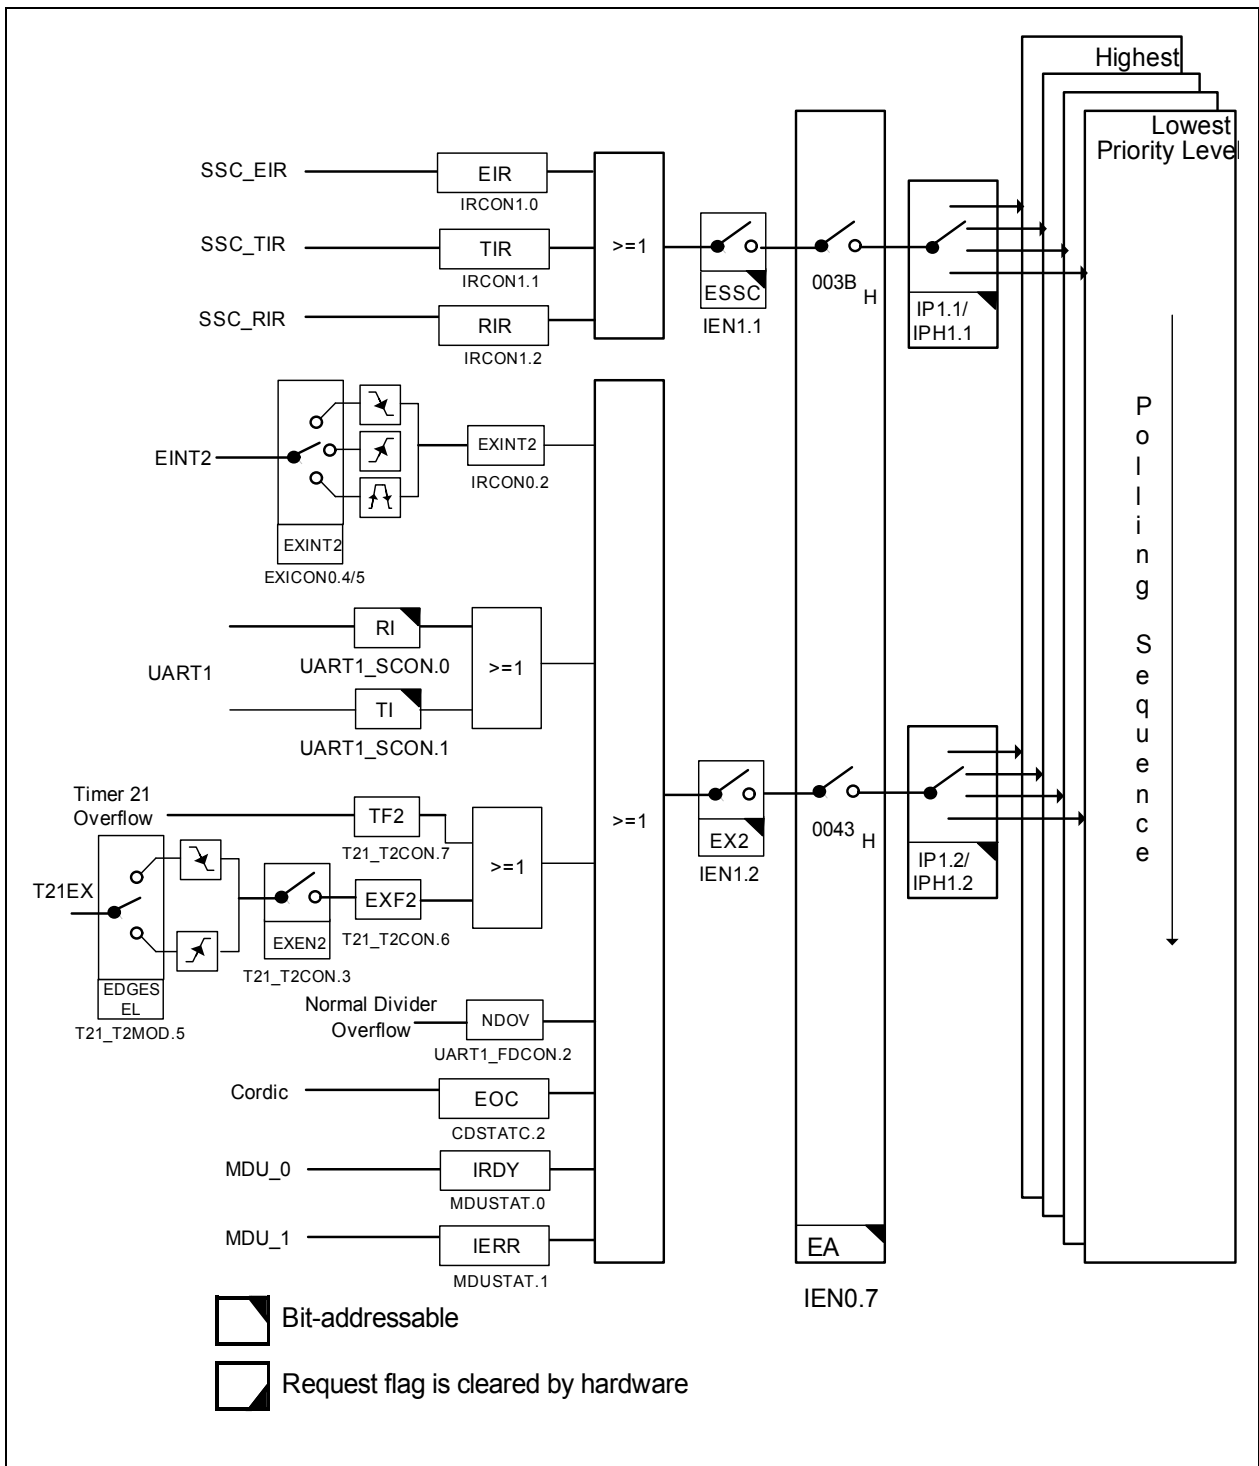 Highest
Lowest
Priority Level
SSC_EIR
EIR
IRCON1.0
SSC_TIR
TIR
IRCON1.1
SSC_RIR
RIR
IRCON1.2
>=1
ESSC
IEN1.1
003B H
IP1.1/
IPH1.1
EINT2
EXINT2
EXICON0.4/5
EXINT2
IRCON0.2
UART1
RI
UART1_SCON.0
TI
UART1_SCON.1
>=1
Timer 21
Overflow
TF2
T21_T2CON.7
T21EX
EDGES
EL
T21_T2MOD.5
EXEN2
T21_T2CON.3
EXF2
T21_T2CON.6
>=1
Normal Divider
Overflow
NDOV
UART1_FDCON.2
Cordic
EOC
CDSTATC.2
MDU_0
IRDY
MDUSTAT.0
MDU_1
IERR
MDUSTAT.1
>=1
EX2
IEN1.2
0043 H
IP1.2/
IPH1.2
EA
IEN0.7
Polling Sequence
Bit-addressable
Request flag is cleared by hardware